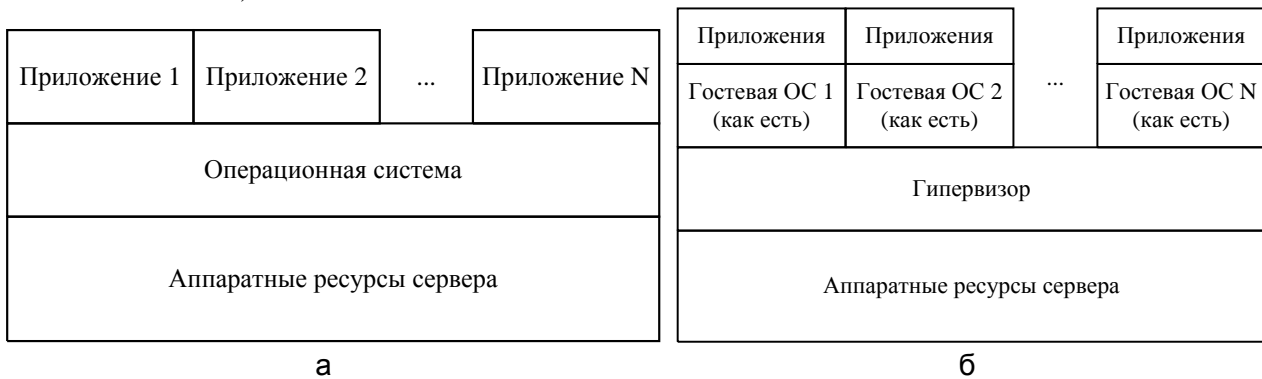 Приложение 1 Приложение 2 ... Приложение N
Операционная система
Аппаратные ресурсы сервера
а
Приложения Приложения Приложения
Гостевая ОС 1 Гостевая ОС 2 ... Гостевая ОС N
(как есть) (как есть) (как есть)
Гипервизор
Аппаратные ресурсы сервера
б